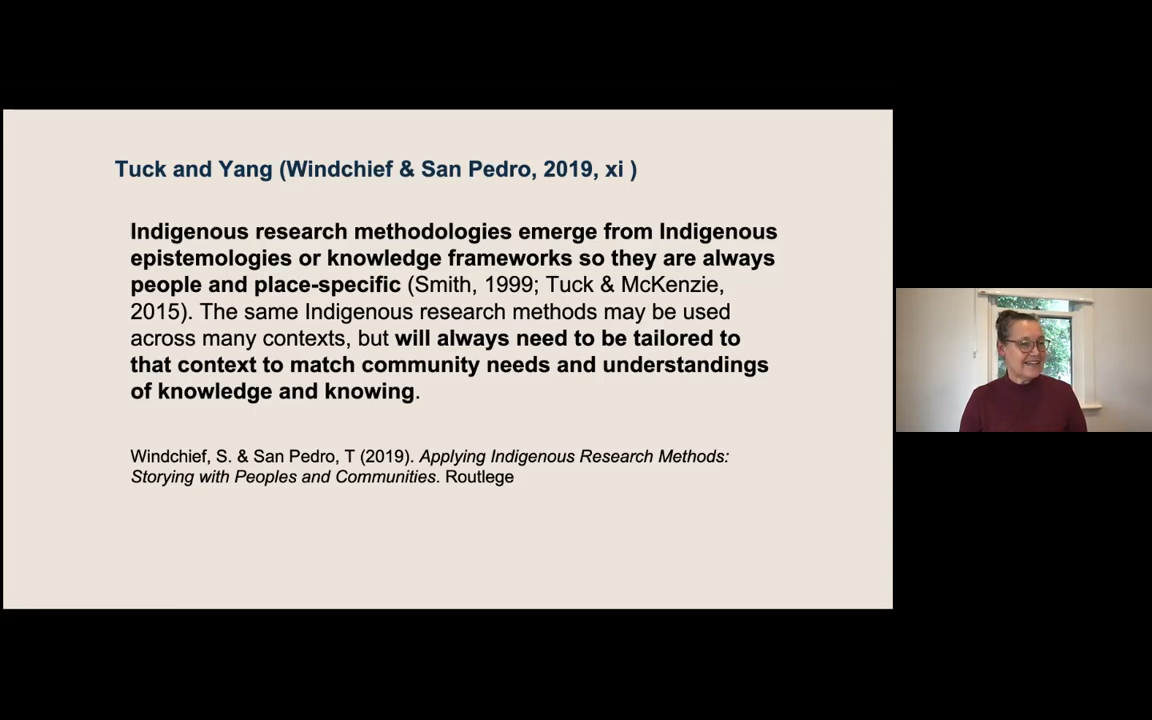 Tuck and Yang (Windchief & San Pedro, 2019, xi )
Indigenous research methodologies emerge from Indigenous
epistemologies or knowledge frameworks so they are always
people and place-specific (Smith, 1999; Tuck & McKenzie,
2015). The same Indigenous research methods may be used
across many contexts, but will always need to be tailored to
that context to match community needs and understandings
of knowledge and knowing.
Windchief, S. & San Pedro, T (2019). Applying Indigenous Research Methods:
Storying with Peoples and Communities. Routlege